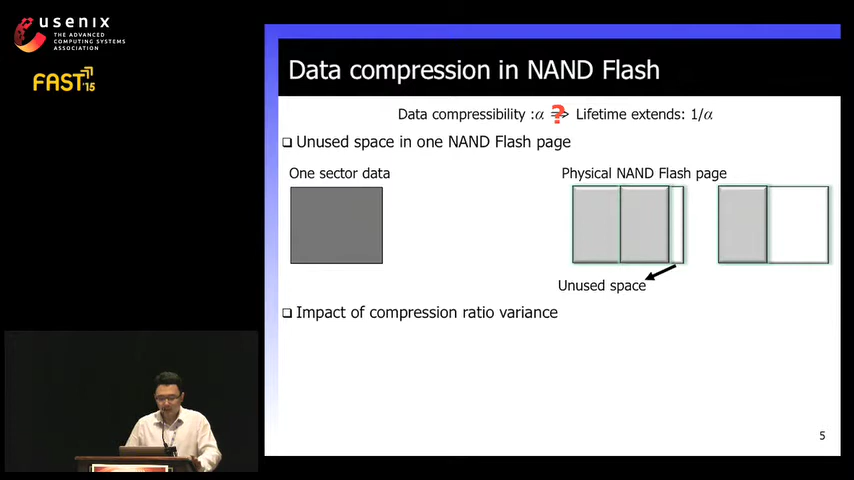 usenix
THE ADVANCED
COMPUTING SYSTEMS
ASSOCIATION
FAST '15
Data compression in NAND Flash
Data compressibility :α => Lifetime extends: 1/α
?
❑ Unused space in one NAND Flash page
One sector data
Physical NAND Flash page
Unused space
❑ Impact of compression ratio variance
5